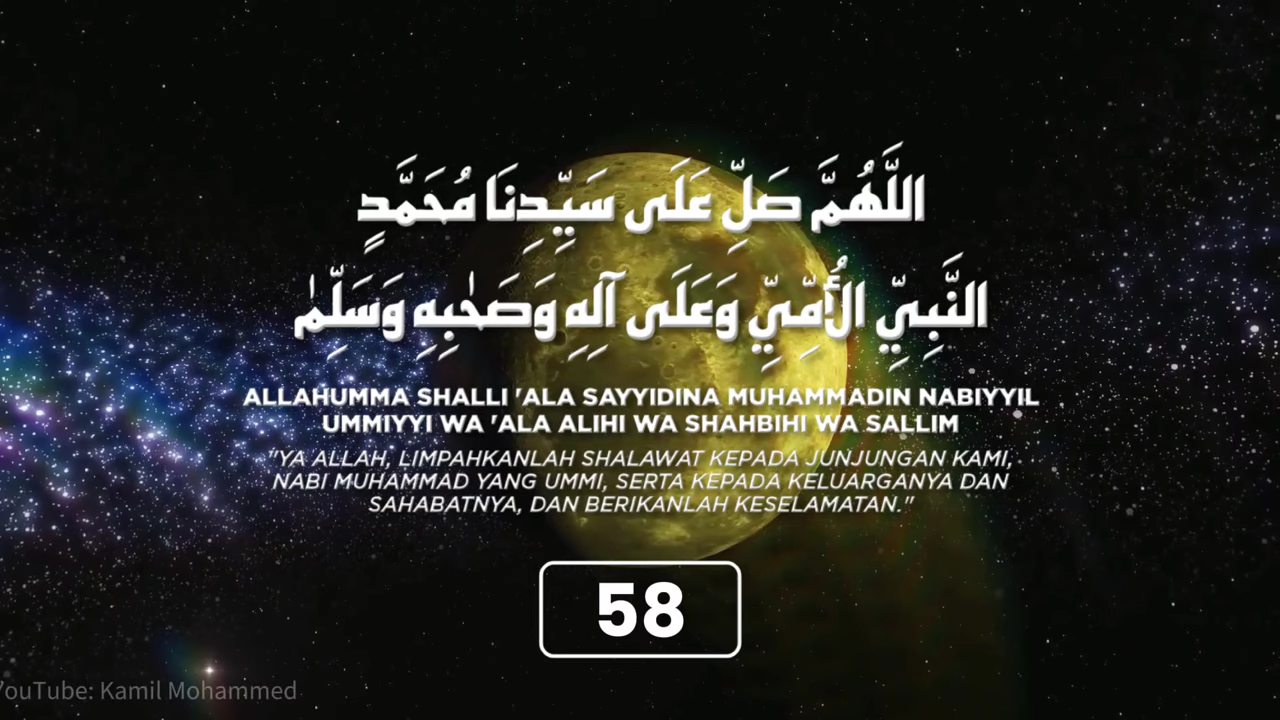 اللَّهُمَّ صَلِّ عَلَى سَيِّدِنَا مُحَمَّدٍ
النَّبِيِّ الأُمِّيِّ وَعَلَى آلِهِ وَصَحْبِهِ وَسَلِّمْ
ALLAHUMMA SHALLI 'ALA SAYYIDINA MUHAMMADIN NABIYYIL
UMMIYYI WA 'ALA ALIHI WA SHAHBIHI WA SALLIM
"YA ALLAH, LIMPAHKANLAH SHALAWAT KEPADA JUNJUNGAN KAMI,
NABI MUHAMMAD YANG UMMI, SERTA KEPADA KELUARGANYA DAN
SAHABATNYA, DAN BERIKANLAH KESELAMATAN."
58
YouTube: Kamil Mohammed